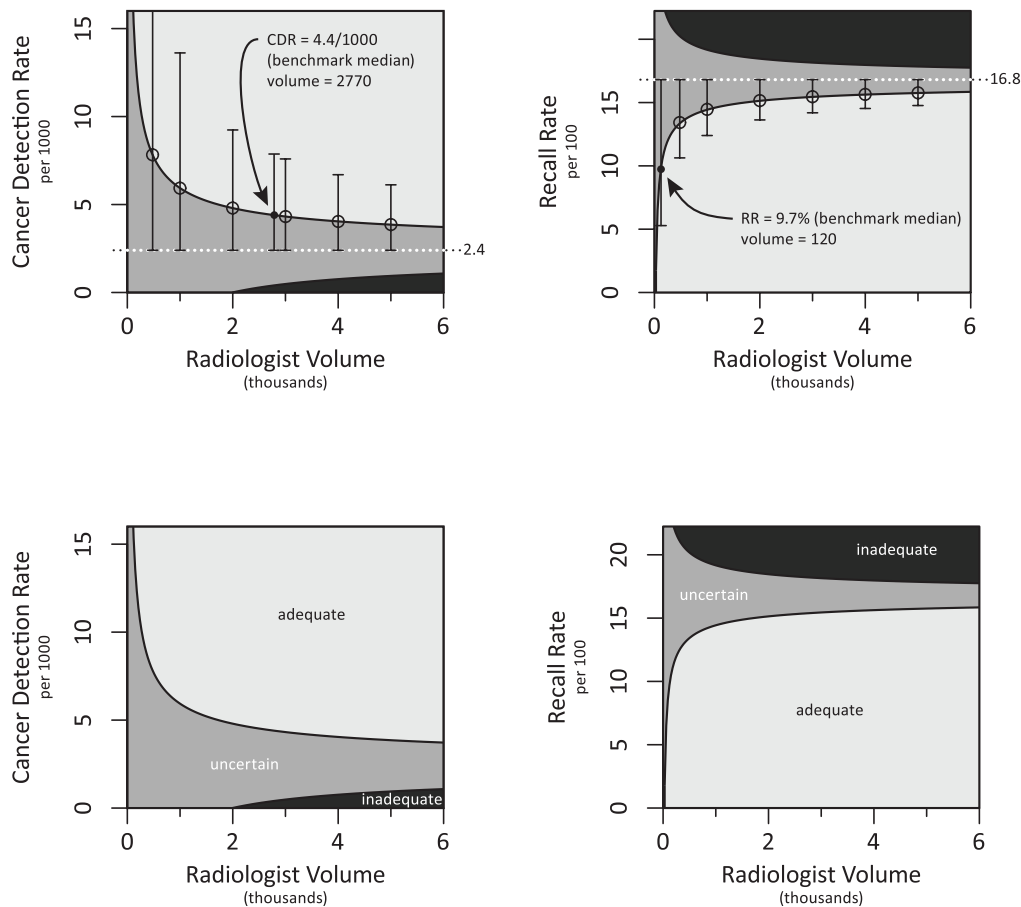 Cancer Detection Rate
per 1000
15
10
5
0
CDR = 4.4/1000
(benchmark median)
volume = 2770
2.4
0 2 4 6
Radiologist Volume
(thousands)
Recall Rate
per 100
15
10
5
0
16.8
RR = 9.7% (benchmark median)
volume = 120
0 2 4 6
Radiologist Volume
(thousands)
Cancer Detection Rate
per 1000
15
10
5
0
adequate
uncertain
inadequate
0 2 4 6
Radiologist Volume
(thousands)
Recall Rate
per 100
20
15
10
5
0
inadequate
uncertain
adequate
0 2 4 6
Radiologist Volume
(thousands)